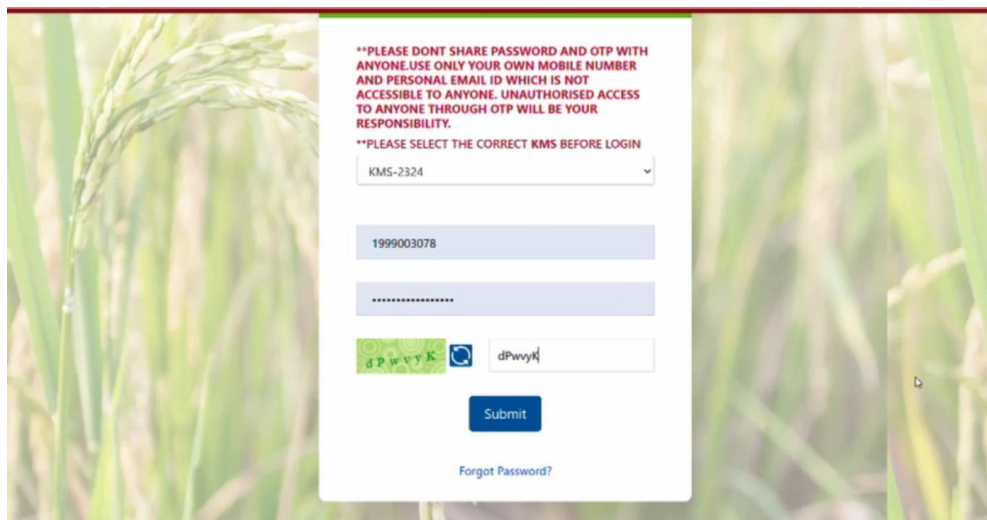 **PLEASE DONT SHARE PASSWORD AND OTP WITH
ANYONE.USE ONLY YOUR OWN MOBILE NUMBER
AND PERSONAL EMAIL ID WHICH IS NOT
ACCESSIBLE TO ANYONE. UNAUTHORISED ACCESS
TO ANYONE THROUGH OTP WILL BE YOUR
RESPONSIBILITY.
**PLEASE SELECT THE CORRECT KMS BEFORE LOGIN
KMS-2324
1999003078
•••••••••••••••••
dPwvyK dPwvyK
Submit
Forgot Password?